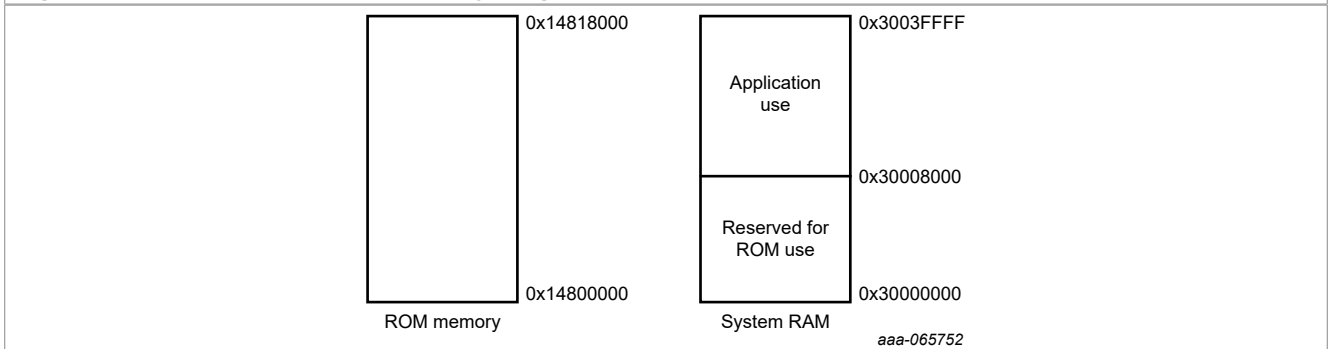 0x14818000
0x14800000
ROM memory
0x3003FFFF
Application
use
0x30008000
Reserved for
ROM use
0x30000000
System RAM
aaa-065752